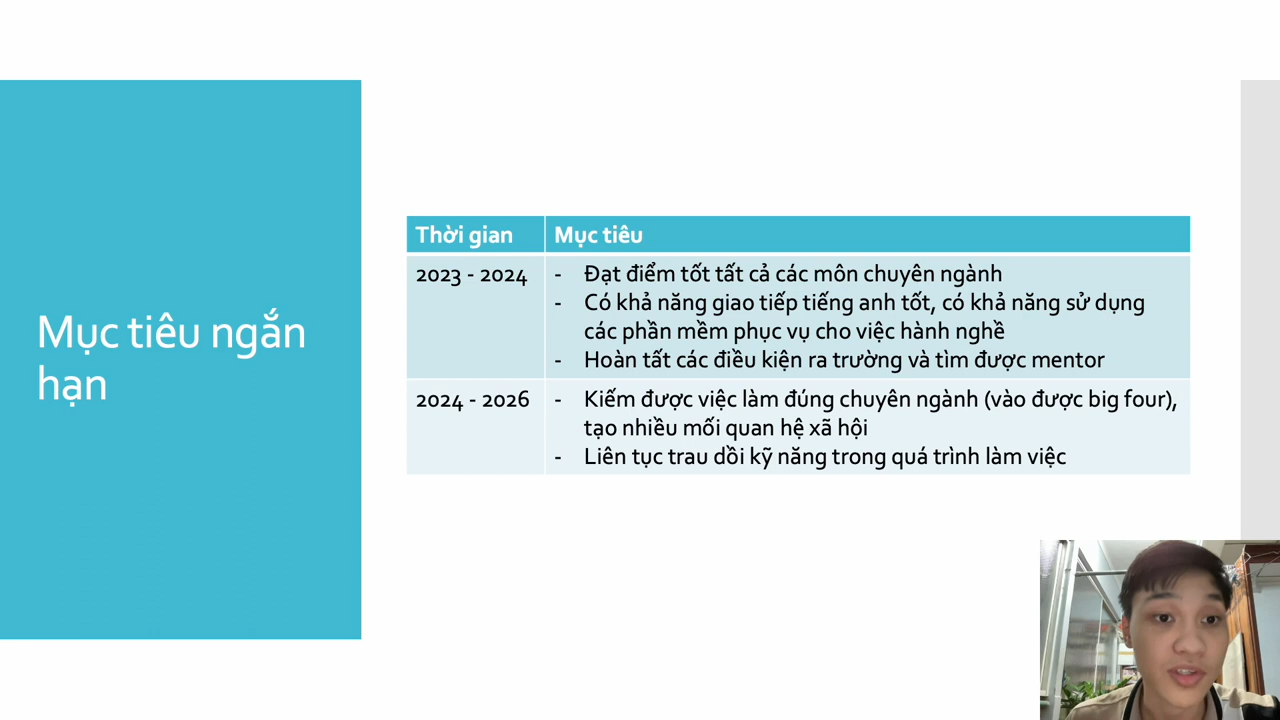 Mục tiêu ngắn
hạn
Thời gian Mục tiêu
2023 - 2024 - Đạt điểm tốt tất cả các môn chuyên ngành
- Có khả năng giao tiếp tiếng anh tốt, có khả năng sử dụng
các phần mềm phục vụ cho việc hành nghề
- Hoàn tất các điều kiện ra trường và tìm được mentor
2024 - 2026 - Kiếm được việc làm đúng chuyên ngành (vào được big four),
tạo nhiều mối quan hệ xã hội
- Liên tục trau dồi kỹ năng trong quá trình làm việc